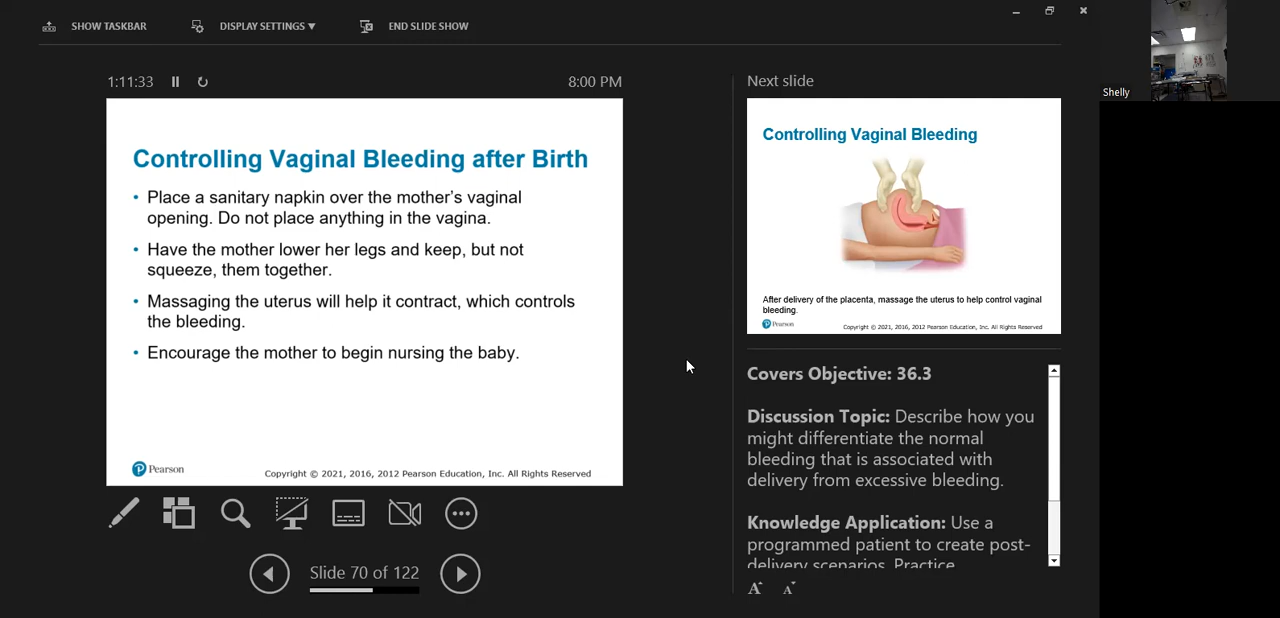 SHOW TASKBAR
DISPLAY SETTINGS ▼
END SLIDE SHOW
1:11:33
8:00 PM
Controlling Vaginal Bleeding after Birth
• Place a sanitary napkin over the mother's vaginal
opening. Do not place anything in the vagina.
• Have the mother lower her legs and keep, but not
squeeze, them together.
• Massaging the uterus will help it contract, which controls
the bleeding.
• Encourage the mother to begin nursing the baby.
Pearson
Copyright © 2021, 2016, 2012 Pearson Education, Inc. All Rights Reserved
Slide 70 of 122
Next slide
Controlling Vaginal Bleeding
After delivery of the placenta, massage the uterus to help control vaginal
bleeding.
Pearson
Copyright © 2021, 2016, 2012 Pearson Education, Inc. All Rights Reserved
Covers Objective: 36.3
Discussion Topic: Describe how you
might differentiate the normal
bleeding that is associated with
delivery from excessive bleeding.
Knowledge Application: Use a
programmed patient to create post-
delivery scenarios. Practice
A A
Shelly